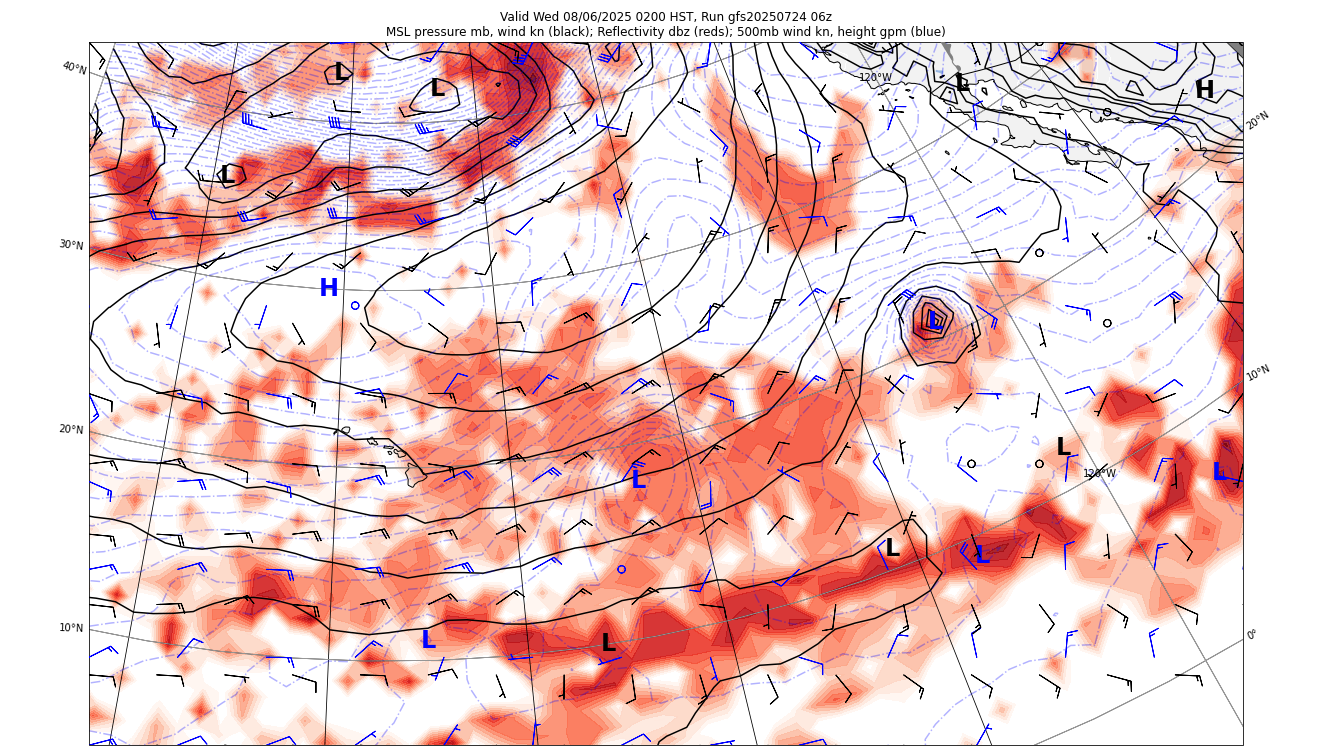 Valid Wed 08/06/2025 0200 HST, Run gfs20250724 06z
MSL pressure mb, wind kn (black); Reflectivity dbz (reds); 500mb wind kn, height gpm (blue)
40°N
L
L
120°W
L
H
20°N
L
30°N
H
L
10°N
20°N
L
L
120°W
L
L
L
10°N
L
L
0°